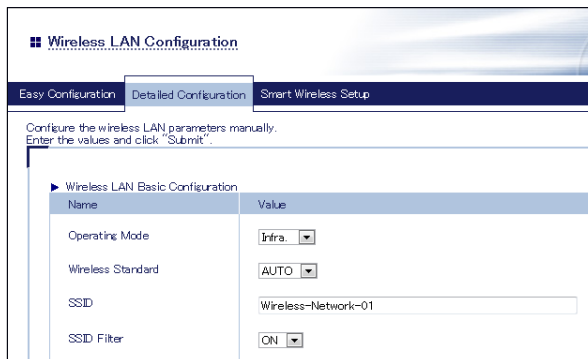 Wireless LAN Configuration
Easy Configuration Detailed Configuration Smart Wireless Setup
Configure the wireless LAN parameters manually.
Enter the values and click "Submit".
Wireless LAN Basic Configuration
Name Value
Operating Mode Infra.
Wireless Standard AUTO
SSID Wireless-Network-01
SSID Filter ON